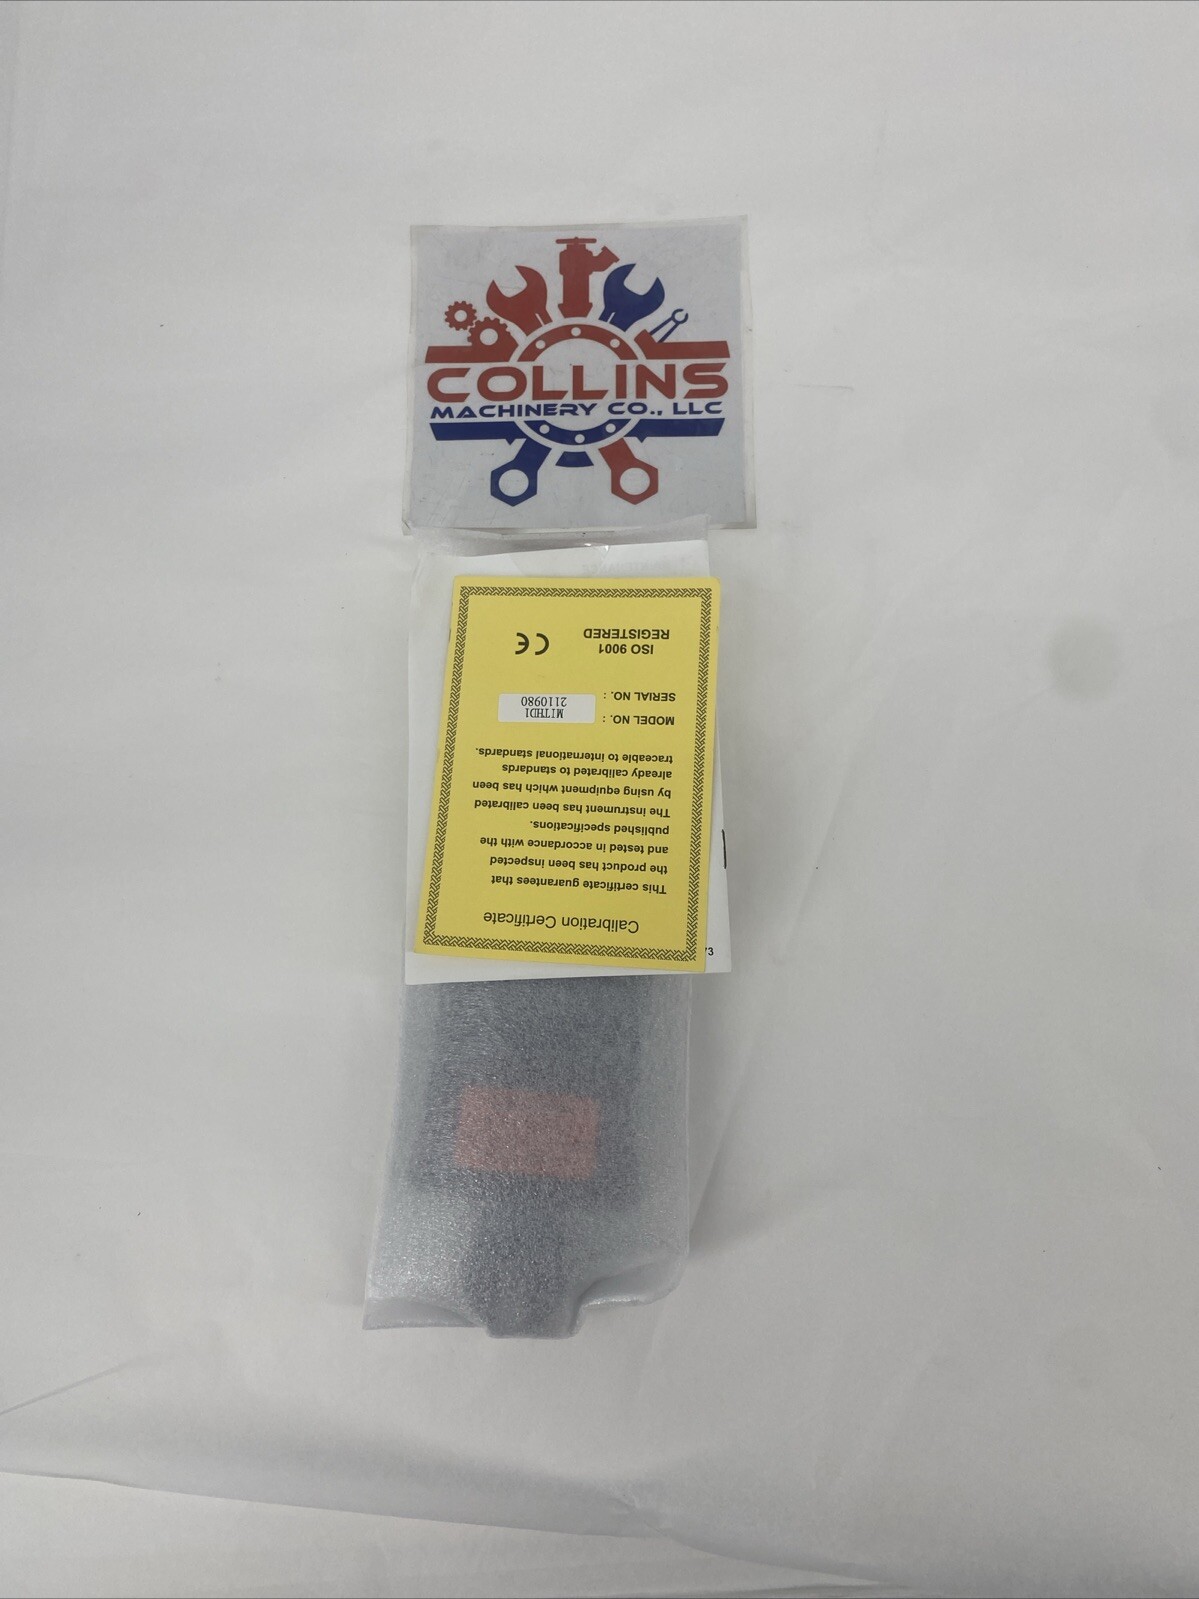 COLLINS
MACHINERY CO., LLC
Calibration Certificate
This certificate guarantees that
the product has been inspected
and tested in accordance with the
published specifications.
The instrument has been calibrated
by using equipment which has been
already calibrated to standards
traceable to international standards.
MODEL NO. : MITHD1
SERIAL NO. : 2110980
ISO 9001
REGISTERED
CE